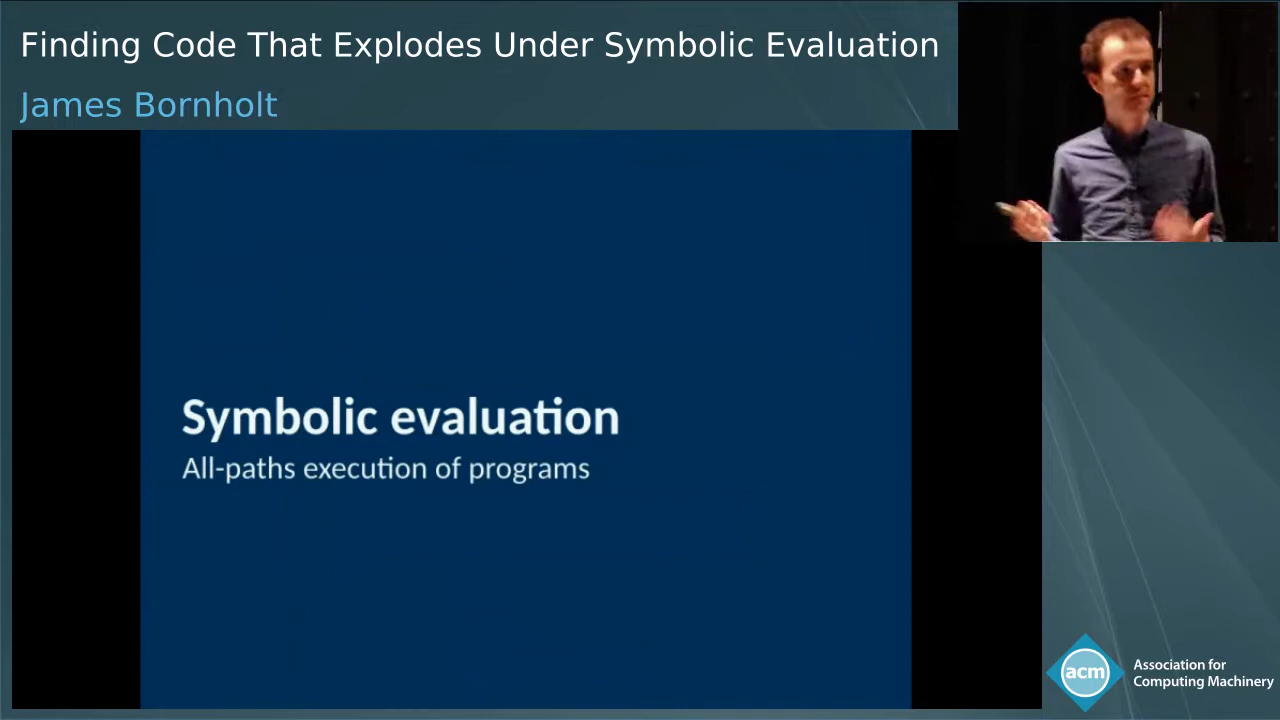 Finding Code That Explodes Under Symbolic Evaluation
James Bornholt
Symbolic evaluation
All-paths execution of programs
acm
Association for
Computing Machinery